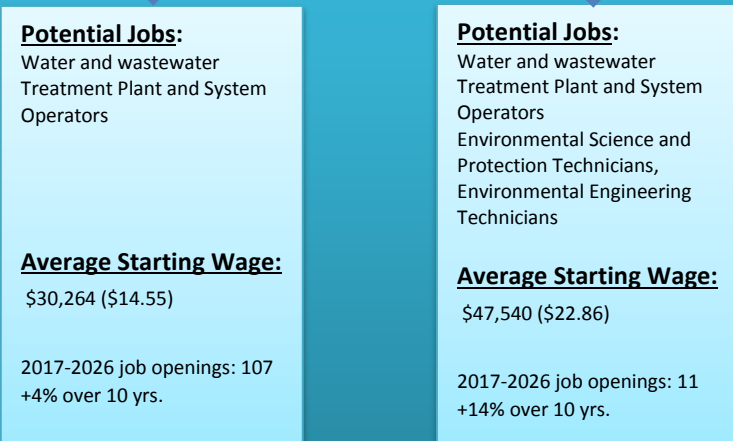 Potential Jobs:
Water and wastewater
Treatment Plant and System
Operators
Average Starting Wage:
$30,264 ($14.55)
2017-2026 job openings: 107
+4% over 10 yrs.
Potential Jobs:
Water and wastewater
Treatment Plant and System
Operators
Environmental Science and
Protection Technicians,
Environmental Engineering
Technicians
Average Starting Wage:
$47,540 ($22.86)
2017-2026 job openings: 11
+14% over 10 yrs.